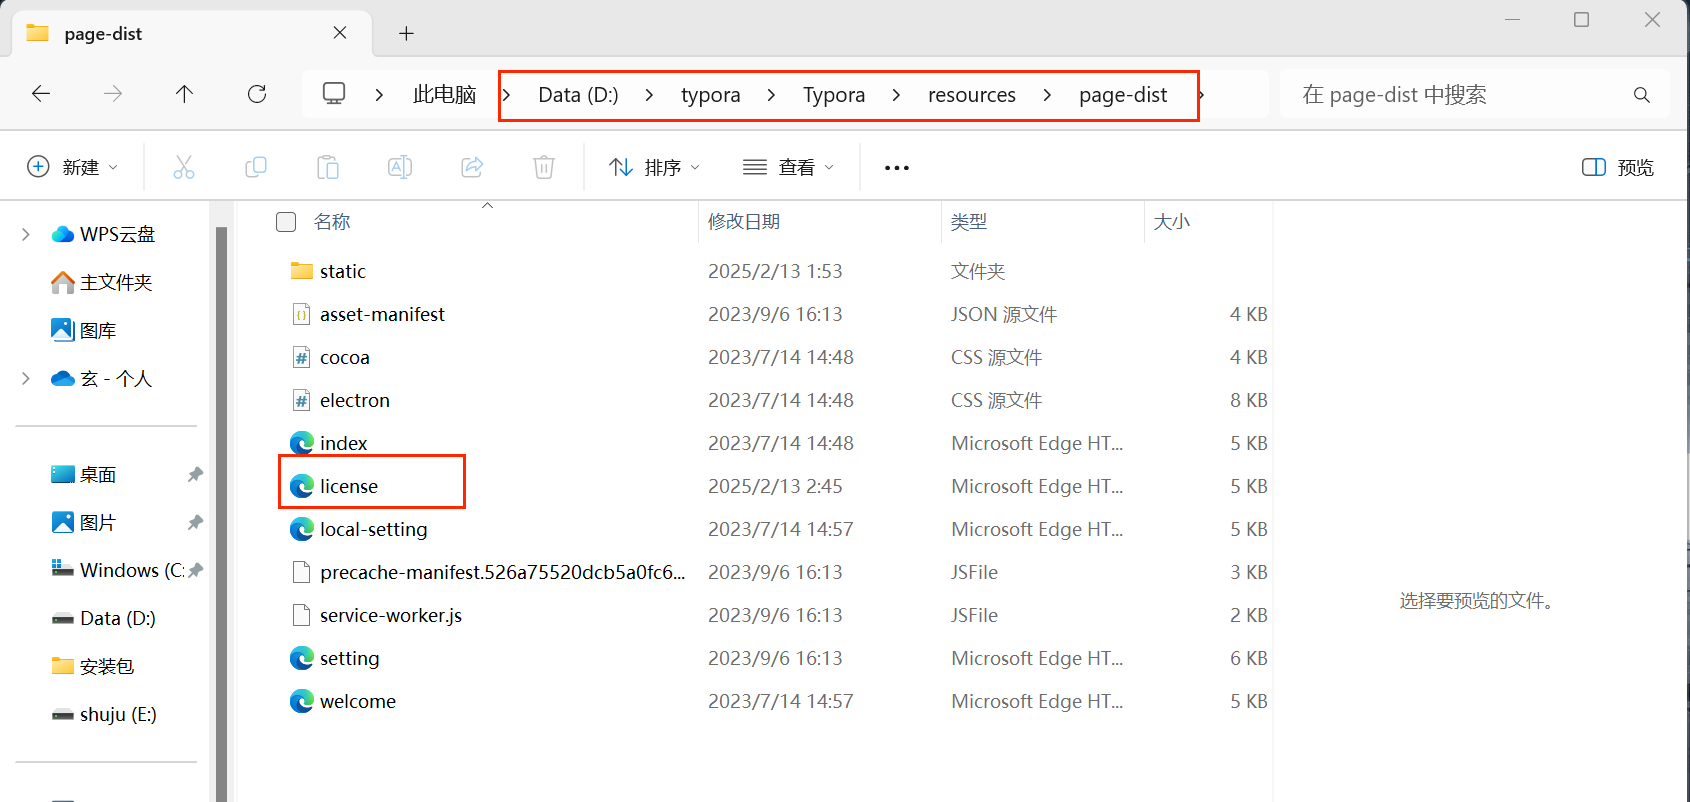 page-dist
此电脑 > Data (D:) > typora > Typora > resources > page-dist >
在 page-dist 中搜索
新建
排序
查看
预览
WPS云盘
主文件夹
图库
玄 - 个人
桌面
图片
Windows (C:
Data (D:)
安装包
shuju (E:)
名称 修改日期 类型 大小
static 2025/2/13 1:53 文件夹
asset-manifest 2023/9/6 16:13 JSON 源文件 4 KB
cocoa 2023/7/14 14:48 CSS 源文件 4 KB
electron 2023/7/14 14:48 CSS 源文件 8 KB
index 2023/7/14 14:48 Microsoft Edge HT... 5 KB
license 2025/2/13 2:45 Microsoft Edge HT... 5 KB
local-setting 2023/7/14 14:57 Microsoft Edge HT... 5 KB
precache-manifest.526a75520dcb5a0fc6... 2023/9/6 16:13 JSFile 3 KB
service-worker.js 2023/9/6 16:13 JSFile 2 KB
setting 2023/9/6 16:13 Microsoft Edge HT... 6 KB
welcome 2023/7/14 14:57 Microsoft Edge HT... 5 KB
选择要预览的文件。